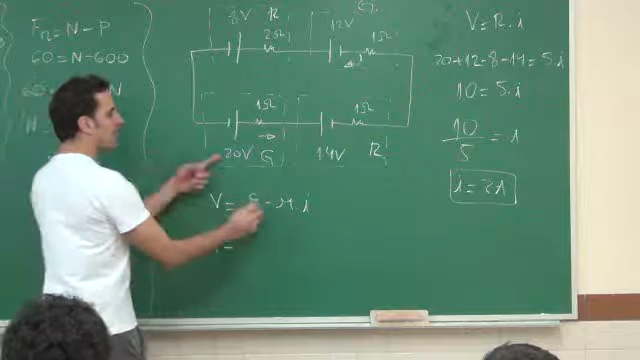 Fn = N - P
60 = N - 600
N
8V R
2Ω
12V
G
1Ω
1Ω
1Ω
20V G
14V
R
V = ε - r.i
V = R.i
20+12-8-14 = 5.i
10 = 5.i
10/5 = i
i = 2A